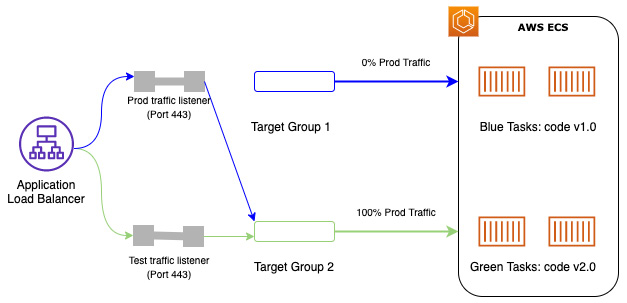 AWS ECS
0% Prod Traffic
Prod traffic listener
(Port 443)
Target Group 1
Blue Tasks: code v1.0
Application
Load Balancer
100% Prod Traffic
Test traffic listener
(Port 443)
Target Group 2
Green Tasks: code v2.0